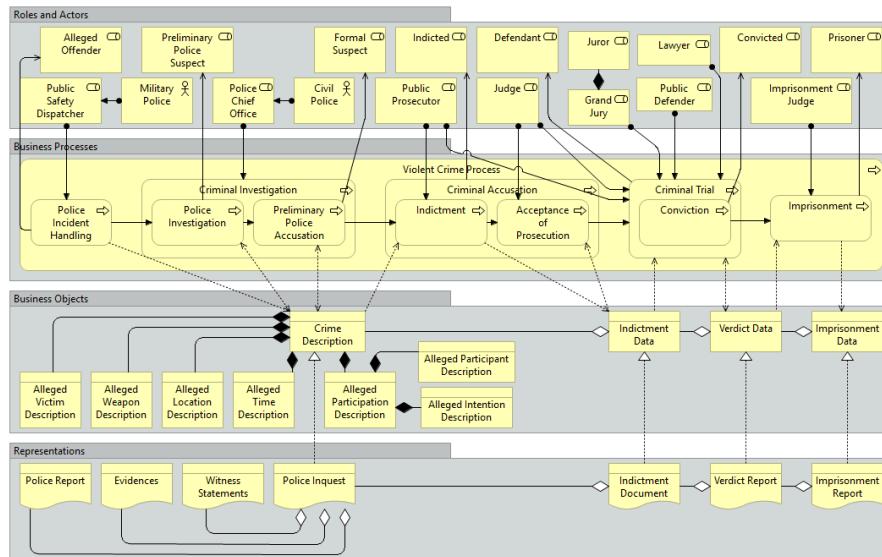 Roles and Actors
Alleged
Offender
Preliminary
Police
Suspect
Formal
Suspect
Indicted
Defendant
Juror
Lawyer
Convicted
Prisoner
Public
Safety
Dispatcher
Military
Police
Police
Chief
Office
Civil
Police
Public
Prosecutor
Judge
Grand
Jury
Public
Defender
Imprisonment
Judge
Business Processes
Violent Crime Process
Criminal Investigation
Criminal Accusation
Criminal Trial
Police
Incident
Handling
Police
Investigation
Preliminary
Police
Accusation
Indictment
Acceptance
of
Prosecution
Conviction
Imprisonment
Business Objects
Crime
Description
Indictment
Data
Verdict Data
Imprisonment
Data
Alleged Participant
Description
Alleged
Victim
Description
Alleged
Weapon
Description
Alleged
Location
Description
Alleged
Time
Description
Alleged
Participation
Description
Alleged Intention
Description
Representations
Police Report
Evidences
Witness
Statements
Police Inquest
Indictment
Document
Verdict Report
Imprisonment
Report